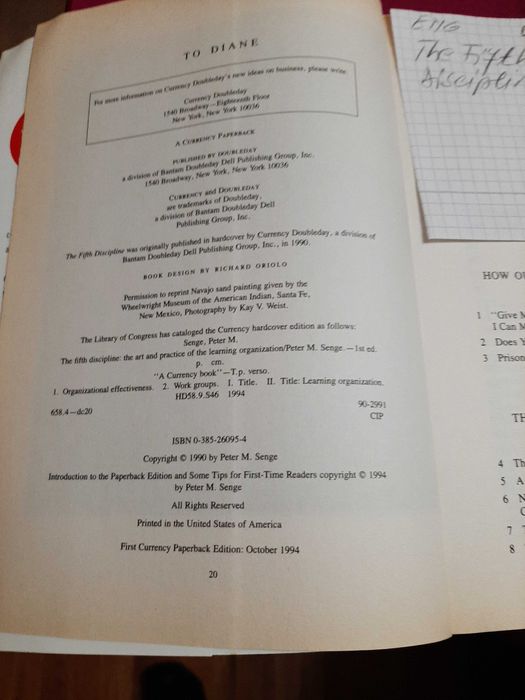 TO DIANE
For more information on Currency Doubleday's new ideas on business, please write
Currency Doubleday
1540 Broadway—Eighteenth Floor
New York, New York 10036
A CURRENCY PAPERBACK
PUBLISHED BY DOUBLEDAY
a division of Bantam Doubleday Dell Publishing Group, Inc.
1540 Broadway, New York, New York 10036
CURRENCY and DOUBLEDAY
are trademarks of Doubleday,
a division of Bantam Doubleday Dell
Publishing Group, Inc.
The Fifth Discipline was originally published in hardcover by Currency Doubleday, a division of
Bantam Doubleday Dell Publishing Group, Inc., in 1990.
BOOK DESIGN BY RICHARD ORIOLO
Permission to reprint Navajo sand painting given by the
Wheelwright Museum of the American Indian, Santa Fe,
New Mexico, Photography by Kay V. Weist.
The Library of Congress has cataloged the Currency hardcover edition as follows:
Senge, Peter M.
The fifth discipline: the art and practice of the learning organization/Peter M. Senge.—1st ed.
p. cm.
"A Currency book"—T.p. verso.
1. Organizational effectiveness. 2. Work groups. I. Title. II. Title: Learning organization.
HD58.9.S46 1994
658.4—dc20 90-2991
CIP
ISBN 0-385-26095-4
Copyright © 1990 by Peter M. Senge
Introduction to the Paperback Edition and Some Tips for First-Time Readers copyright © 1994
by Peter M. Senge
All Rights Reserved
Printed in the United States of America
First Currency Paperback Edition: October 1994
20
The Fifth
Disciplin
HOW OU
1 "Give M
I Can M
2 Does Y
3 Prison
TH
4 Th
5 A
6 N
7
8